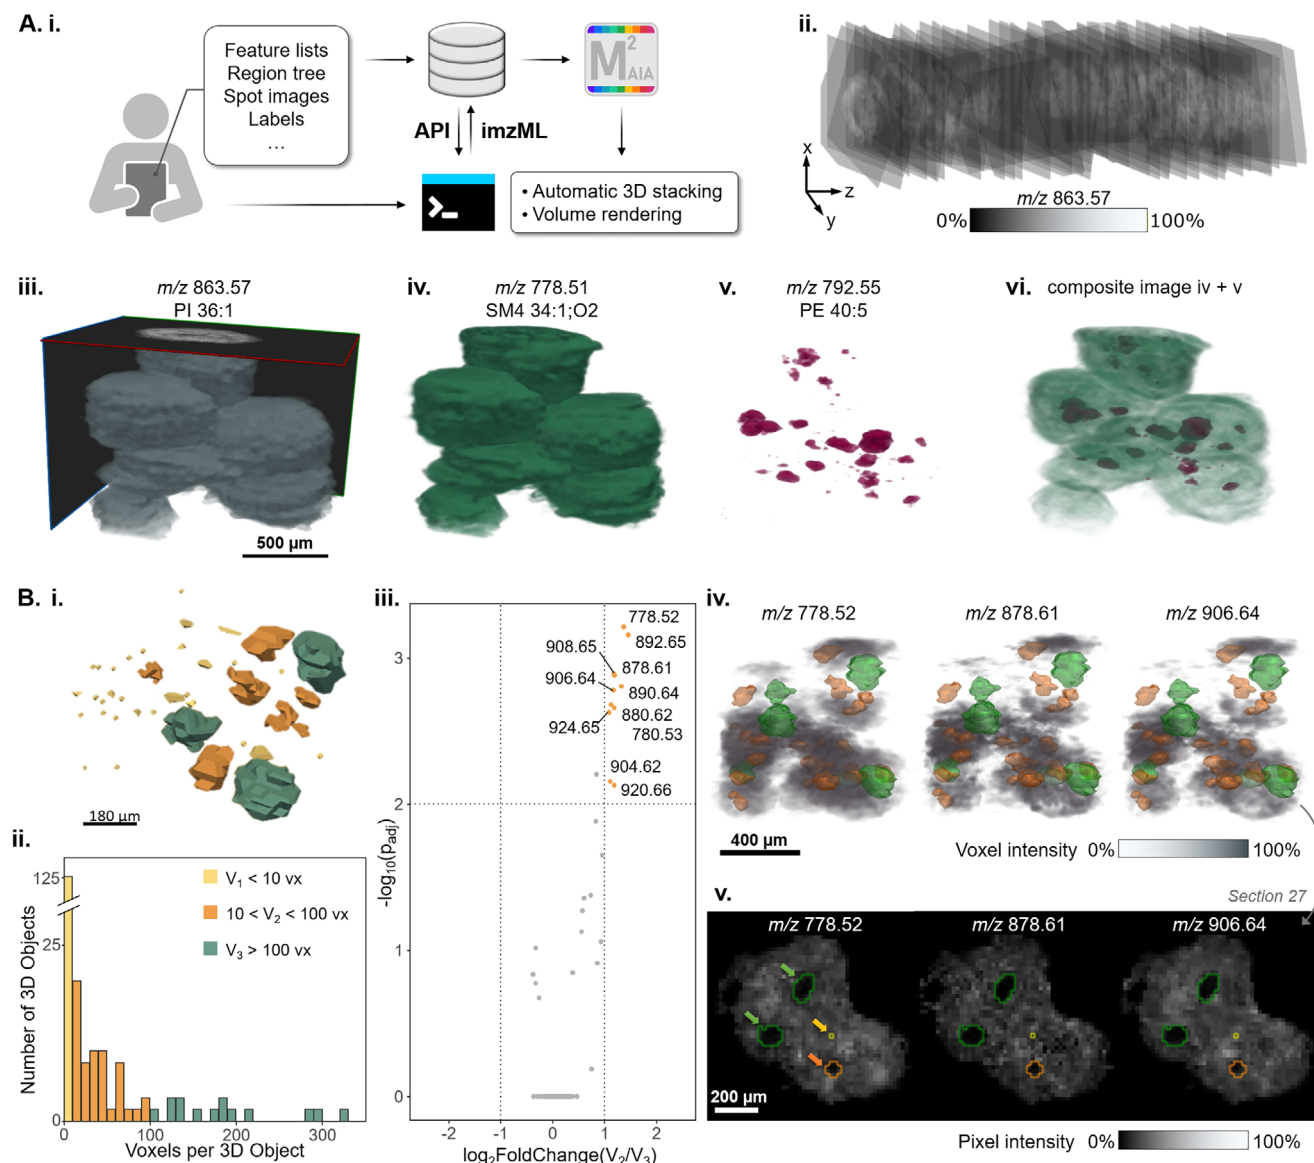 A. i.
Feature lists
Region tree
Spot images
Labels
...
API
imzML
M2
AIA
• Automatic 3D stacking
• Volume rendering
ii.
x
z
y
m/z 863.57
0%
100%
iii.
m/z 863.57
PI 36:1
500 µm
iv.
m/z 778.51
SM4 34:1;O2
v.
m/z 792.55
PE 40:5
vi.
composite image iv + v
B. i.
180 µm
ii.
Number of 3D Objects
125
25
0
V1 < 10 vx
10 < V2 < 100 vx
V3 > 100 vx
0
100
200
300
Voxels per 3D Object
iii.
-log10(padj)
3
2
1
0
778.52
892.65
908.65
878.61
906.64
890.64
880.62
924.65
780.53
904.62
920.66
-2
-1
0
1
2
log2FoldChange(V2/V3)
iv.
m/z 778.52
m/z 878.61
m/z 906.64
400 µm
Voxel intensity
0%
100%
v.
Section 27
m/z 778.52
m/z 878.61
m/z 906.64
200 µm
Pixel intensity
0%
100%